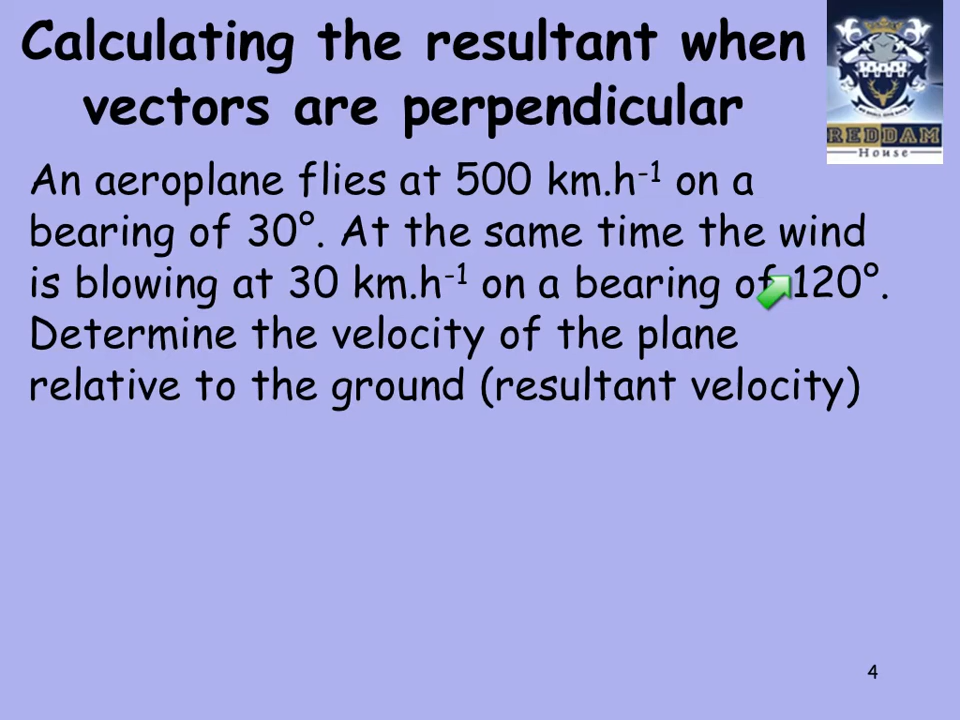 Calculating the resultant when
vectors are perpendicular
REDDAM
House
An aeroplane flies at 500 km.h⁻¹ on a
bearing of 30°. At the same time the wind
is blowing at 30 km.h⁻¹ on a bearing of 120°.
Determine the velocity of the plane
relative to the ground (resultant velocity)
4